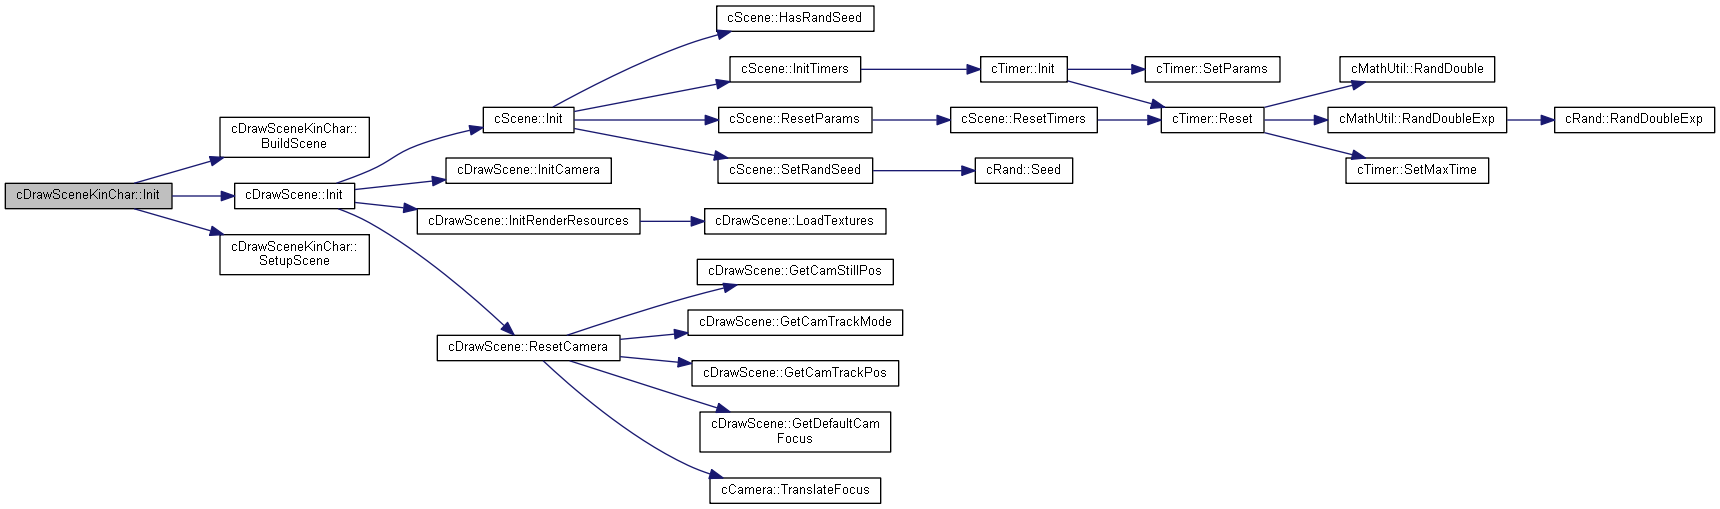 cScene::HasRandSeed
cScene::InitTimers
cTimer::Init
cTimer::SetParams
cMathUtil::RandDouble
cScene::Init
cScene::ResetParams
cScene::ResetTimers
cTimer::Reset
cMathUtil::RandDoubleExp
cRand::RandDoubleExp
cDrawSceneKinChar::
BuildScene
cScene::SetRandSeed
cRand::Seed
cTimer::SetMaxTime
cDrawScene::InitCamera
cDrawSceneKinChar::Init
cDrawScene::Init
cDrawScene::InitRenderResources
cDrawScene::LoadTextures
cDrawSceneKinChar::
SetupScene
cDrawScene::GetCamStillPos
cDrawScene::GetCamTrackMode
cDrawScene::ResetCamera
cDrawScene::GetCamTrackPos
cDrawScene::GetDefaultCam
Focus
cCamera::TranslateFocus